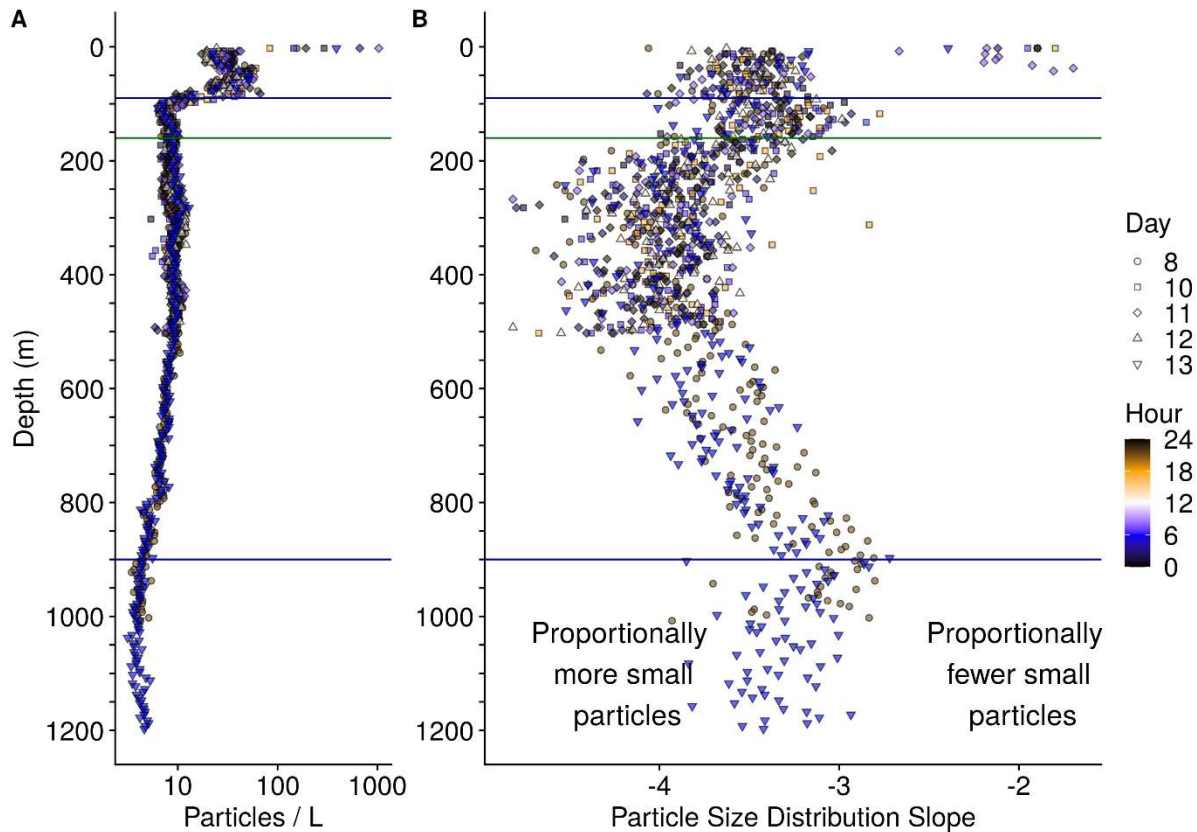 A
B
0
200
400
600
800
1000
1200
Depth (m)
10
100
1000
Particles / L
0
200
400
600
800
1000
1200
Proportionally
more small
particles
Proportionally
fewer small
particles
-4
-3
-2
Particle Size Distribution Slope
Day
8
10
11
12
13
Hour
24
18
12
6
0